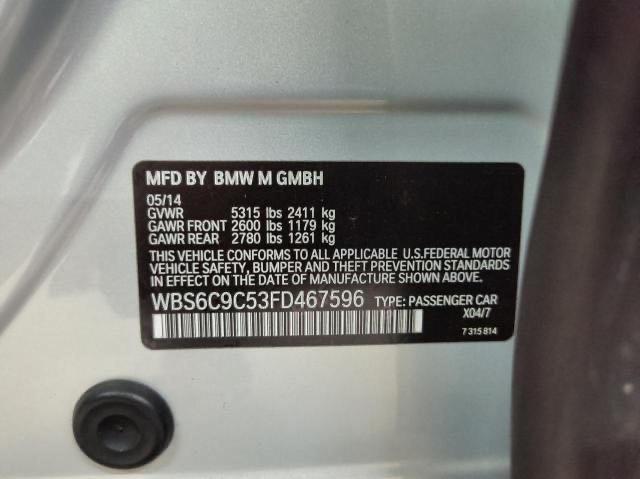 MFD BY BMW M GMBH
05/14
GVWR 5315 lbs 2411 kg
GAWR FRONT 2600 lbs 1179 kg
GAWR REAR 2780 lbs 1261 kg
THIS VEHICLE CONFORMS TO ALL APPLICABLE U.S.FEDERAL MOTOR
VEHICLE SAFETY, BUMPER AND THEFT PREVENTION STANDARDS
IN EFFECT ON THE DATE OF MANUFACTURE SHOWN ABOVE.
WBS6C9C53FD467596 TYPE: PASSENGER CAR
X04/7
7 315 814